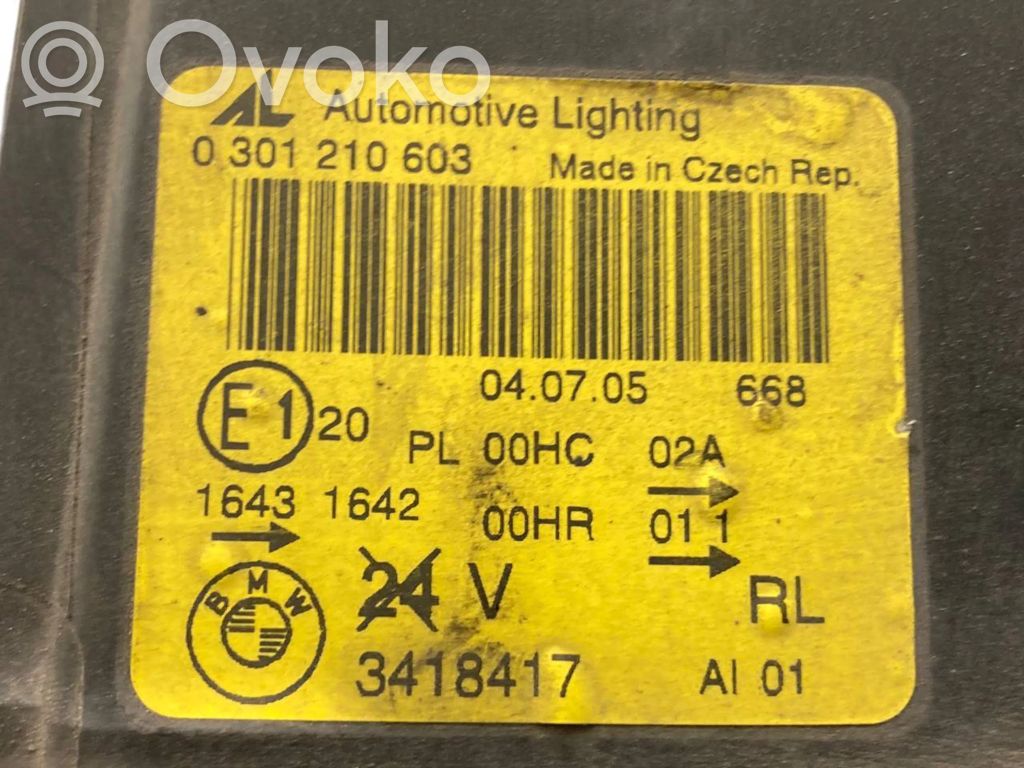 Ovoko
AL Automotive Lighting
0 301 210 603 Made in Czech Rep.
04.07.05 668
E1 20 PL 00HC 02A
1643 1642 00HR 01 1
BMW 24 V RL
3418417 AI 01